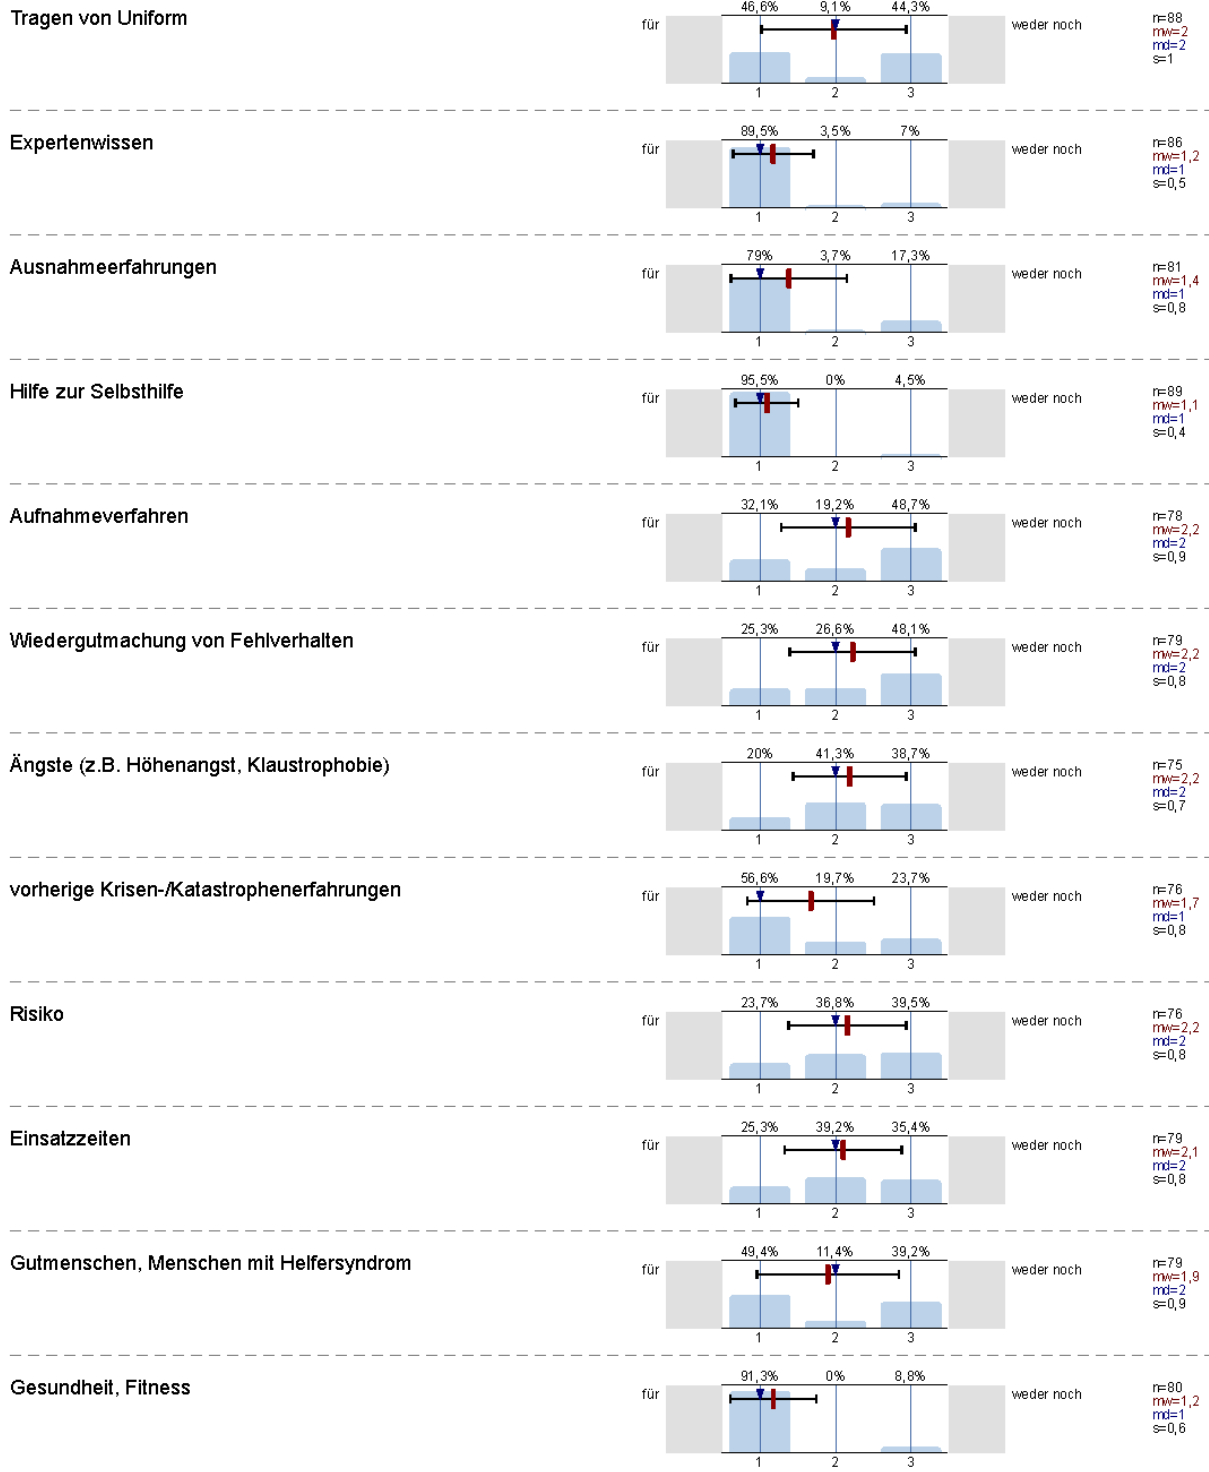 Tragen von Uniform
für
46,6% 9,1% 44,3%
1 2 3
weder noch
n=88
mw=2
md=2
s=1
Expertenwissen
für
89,5% 3,5% 7%
1 2 3
weder noch
n=86
mw=1,2
md=1
s=0,5
Ausnahmeerfahrungen
für
79% 3,7% 17,3%
1 2 3
weder noch
n=81
mw=1,4
md=1
s=0,8
Hilfe zur Selbsthilfe
für
95,5% 0% 4,5%
1 2 3
weder noch
n=89
mw=1,1
md=1
s=0,4
Aufnahmeverfahren
für
32,1% 19,2% 48,7%
1 2 3
weder noch
n=78
mw=2,2
md=2
s=0,9
Wiedergutmachung von Fehlverhalten
für
25,3% 26,6% 48,1%
1 2 3
weder noch
n=79
mw=2,2
md=2
s=0,8
Ängste (z.B. Höhenangst, Klaustrophobie)
für
20% 41,3% 38,7%
1 2 3
weder noch
n=75
mw=2,2
md=2
s=0,7
vorherige Krisen-/Katastrophenerfahrungen
für
56,6% 19,7% 23,7%
1 2 3
weder noch
n=76
mw=1,7
md=1
s=0,8
Risiko
für
23,7% 36,8% 39,5%
1 2 3
weder noch
n=76
mw=2,2
md=2
s=0,8
Einsatzzeiten
für
25,3% 39,2% 35,4%
1 2 3
weder noch
n=79
mw=2,1
md=2
s=0,8
Gutmenschen, Menschen mit Helfersyndrom
für
49,4% 11,4% 39,2%
1 2 3
weder noch
n=79
mw=1,9
md=2
s=0,9
Gesundheit, Fitness
für
91,3% 0% 8,8%
1 2 3
weder noch
n=80
mw=1,2
md=1
s=0,6